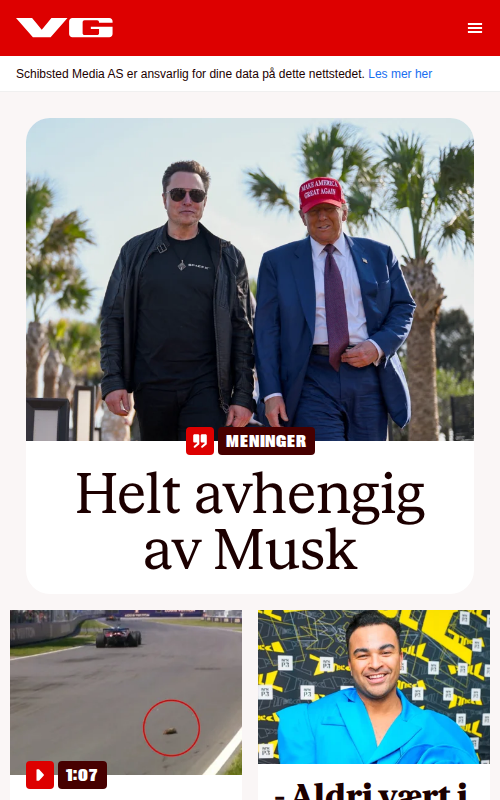 VG
Schibsted Media AS er ansvarlig for dine data på dette nettstedet. Les mer her
MAKE AMERICA
GREAT AGAIN
SPACEX
MENINGER
Helt avhengig
av Musk
1:07
- Aldri vært i